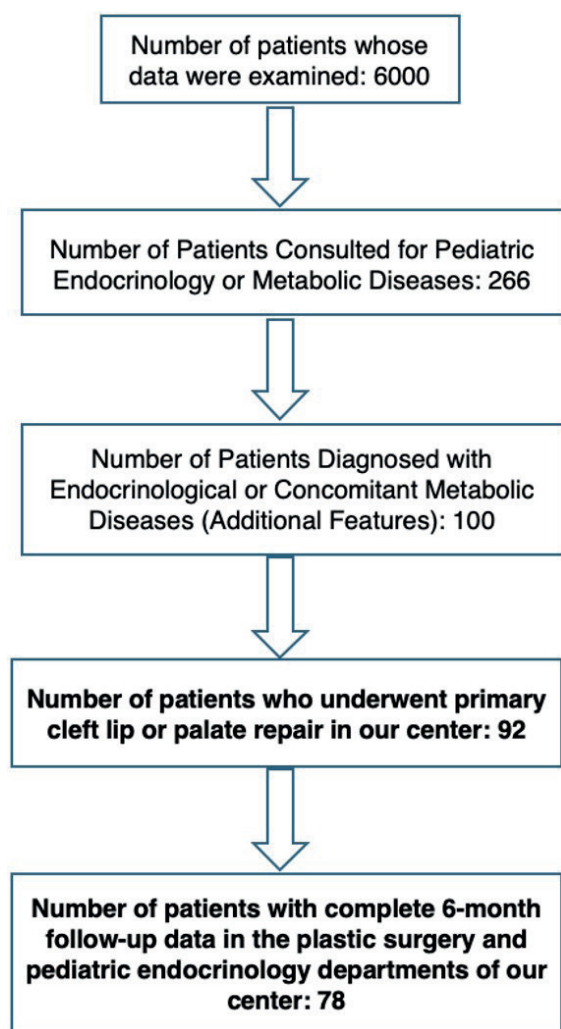 Number of patients whose
data were examined: 6000
Number of Patients Consulted for Pediatric
Endocrinology or Metabolic Diseases: 266
Number of Patients Diagnosed with
Endocrinological or Concomitant Metabolic
Diseases (Additional Features): 100
Number of patients who underwent primary
cleft lip or palate repair in our center: 92
Number of patients with complete 6-month
follow-up data in the plastic surgery and
pediatric endocrinology departments of our
center: 78